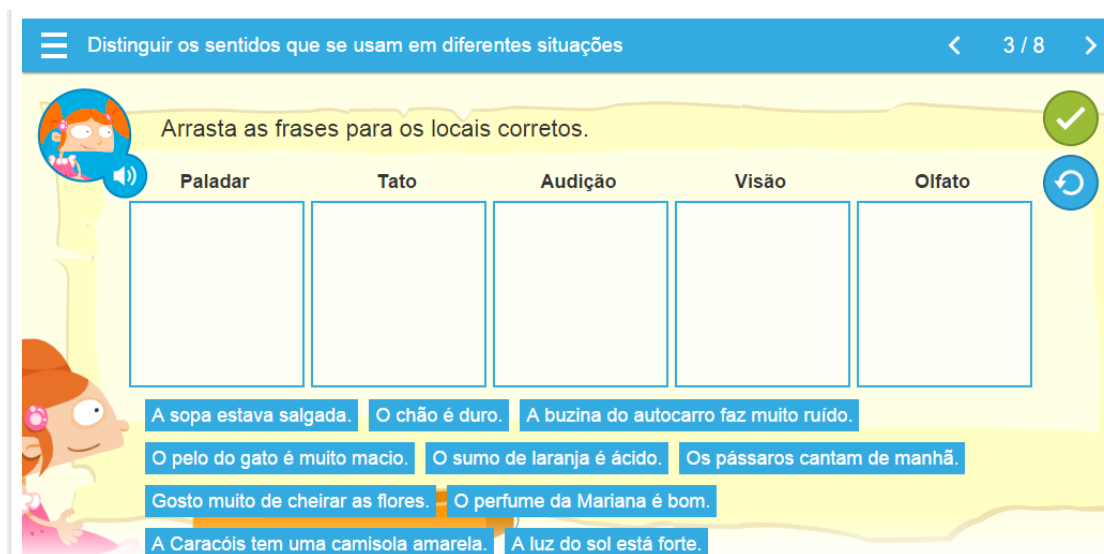 Distinguir os sentidos que se usam em diferentes situações
3 / 8
Arrasta as frases para os locais corretos.
Paladar Tato Audição Visão Olfato
A sopa estava salgada. O chão é duro. A buzina do autocarro faz muito ruído.
O pelo do gato é muito macio. O sumo de laranja é ácido. Os pássaros cantam de manhã.
Gosto muito de cheirar as flores. O perfume da Mariana é bom.
A Caracóis tem uma camisola amarela. A luz do sol está forte.